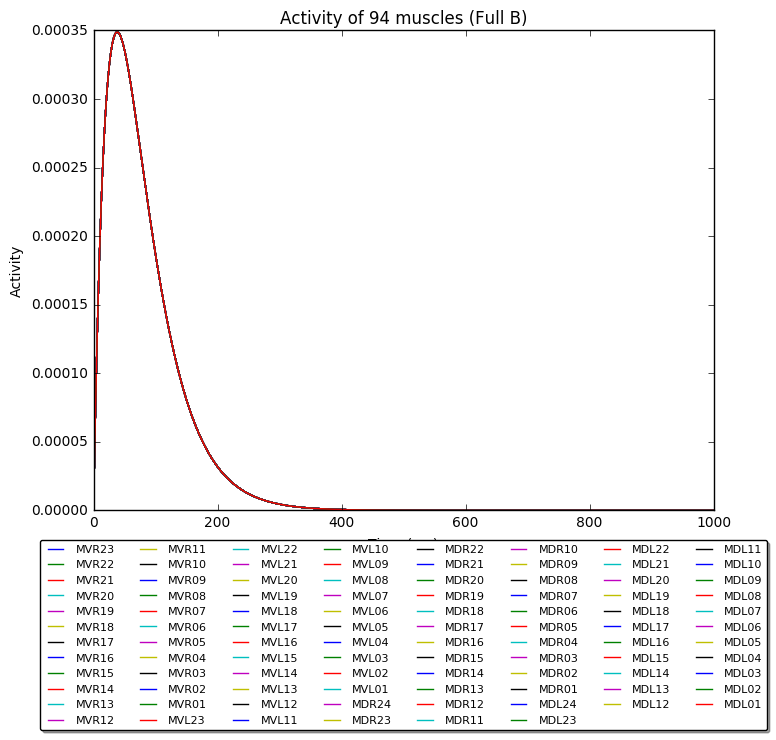 Activity of 94 muscles (Full B)
0.00035
0.00030
0.00025
0.00020
0.00015
0.00010
0.00005
0.00000
Activity
0 200 400 600 800 1000
MVR23 MVR11 MVL22 MVL10 MDR22 MDR10 MDL22 MDL11
MVR22 MVR10 MVL21 MVL09 MDR21 MDR09 MDL21 MDL10
MVR21 MVR09 MVL20 MVL08 MDR20 MDR08 MDL20 MDL09
MVR20 MVR08 MVL19 MVL07 MDR19 MDR07 MDL19 MDL08
MVR19 MVR07 MVL18 MVL06 MDR18 MDR06 MDL18 MDL07
MVR18 MVR06 MVL17 MVL05 MDR17 MDR05 MDL17 MDL06
MVR17 MVR05 MVL16 MVL04 MDR16 MDR04 MDL16 MDL05
MVR16 MVR04 MVL15 MVL03 MDR15 MDR03 MDL15 MDL04
MVR15 MVR03 MVL14 MVL02 MDR14 MDR02 MDL14 MDL03
MVR14 MVR02 MVL13 MVL01 MDR13 MDR01 MDL13 MDL02
MVR13 MVR01 MVL12 MDR24 MDR12 MDL24 MDL12 MDL01
MVR12 MVL23 MVL11 MDR23 MDR11 MDL23